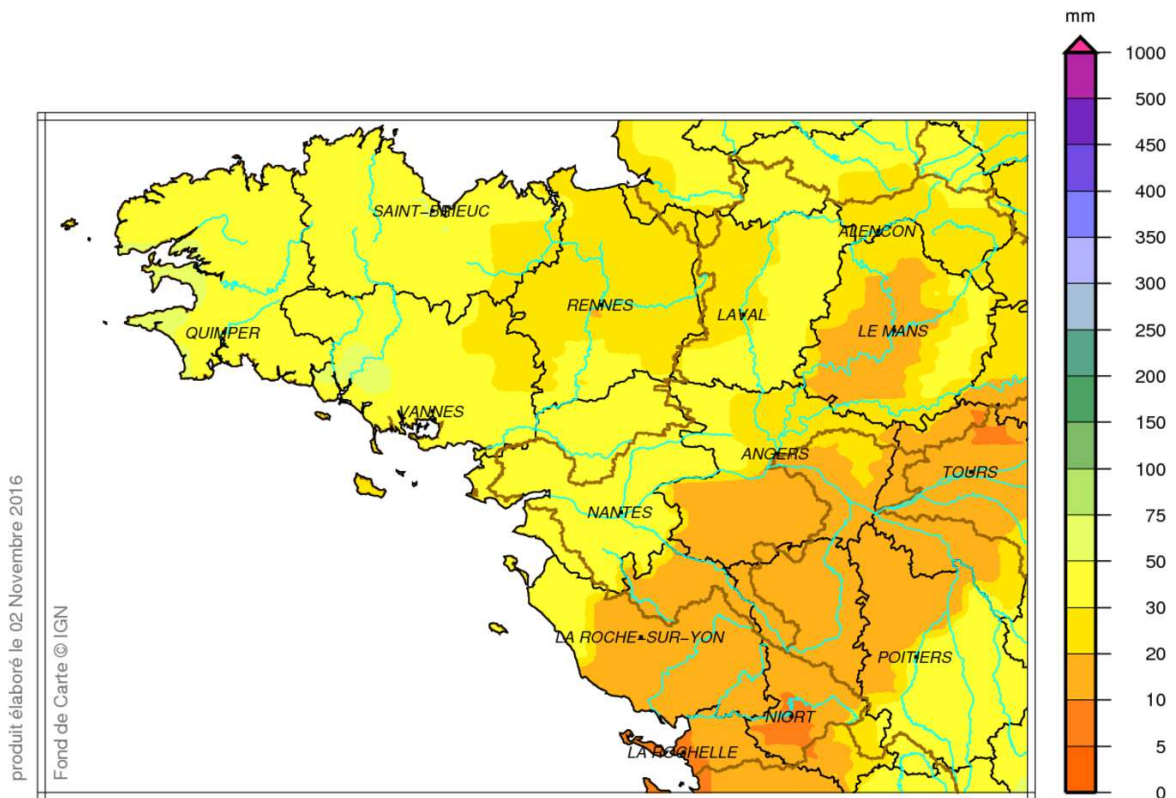 mm
1000
500
450
400
350
300
250
200
150
100
75
50
30
20
10
5
0
SAINT-BRIEUC
ALENCON
RENNES
LAVAL
QUIMPER
LE MANS
VANNES
ANGERS
TOURS
NANTES
LA ROCHE-SUR-YON
POITIERS
NIORT
LA ROCHELLE
produit élaboré le 02 Novembre 2016
Fond de Carte © IGN